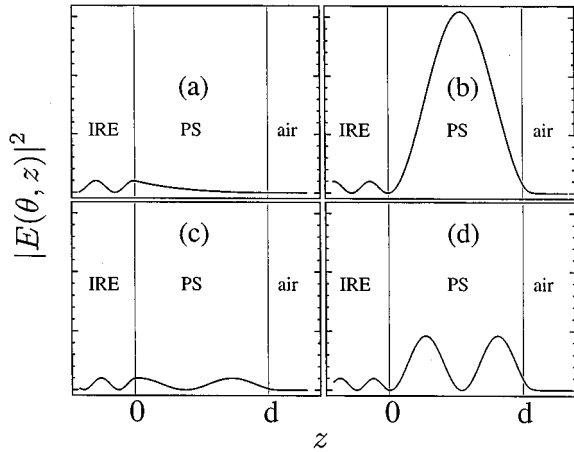 (a)
(b)
IRE
PS
air
IRE
PS
air
|E(θ, z)|²
(c)
(d)
IRE
PS
air
IRE
PS
air
0
d
0
d
z